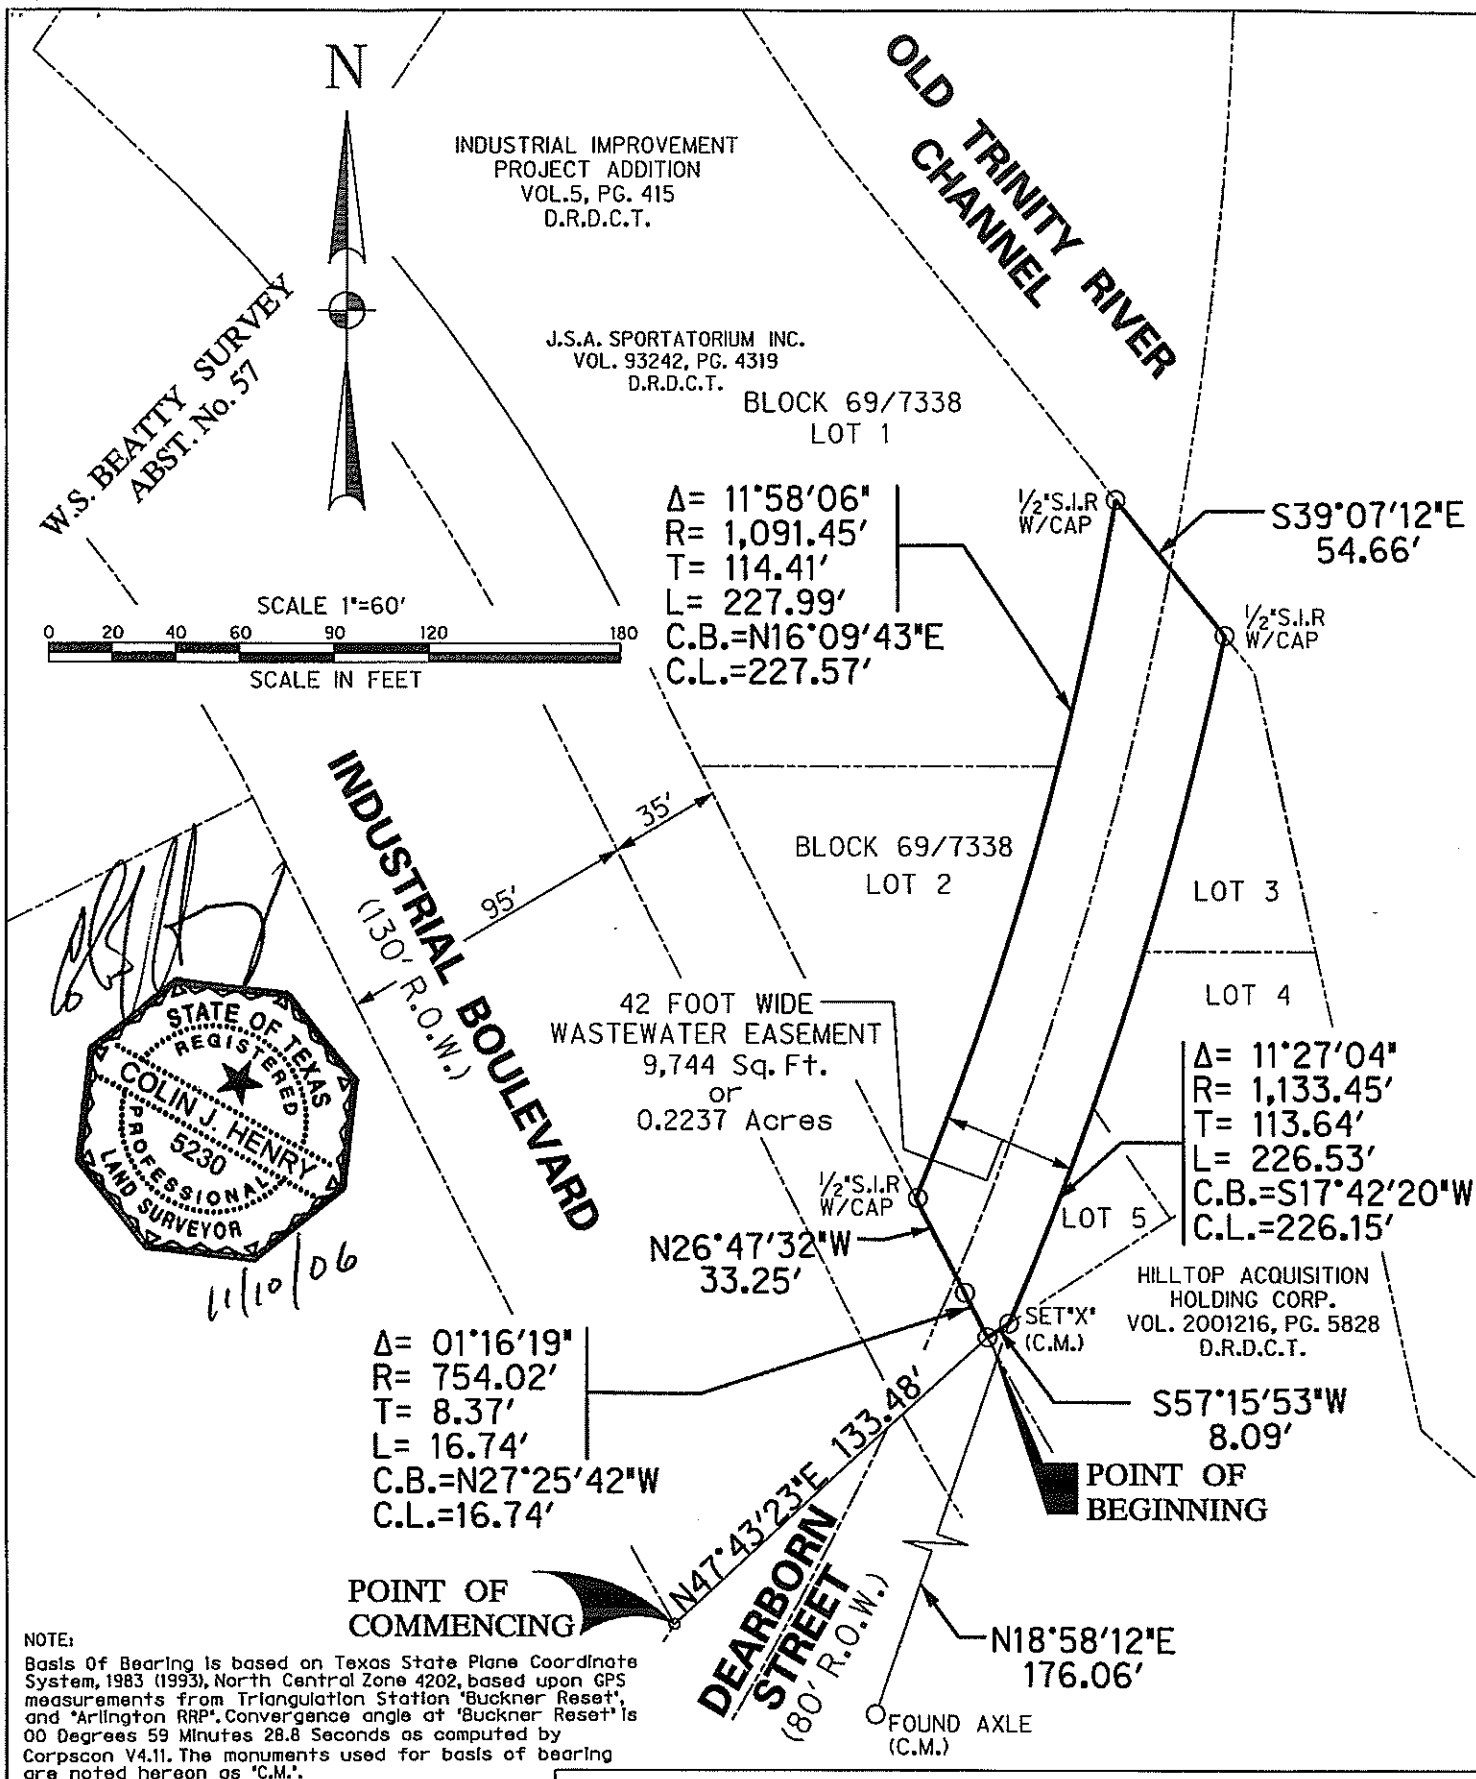 N
OLD TRINITY RIVER
CHANNEL
INDUSTRIAL IMPROVEMENT
PROJECT ADDITION
VOL.5, PG. 415
D.R.D.C.T.
W.S. BEATTY SURVEY
ABST. No. 57
J.S.A. SPORTATORIUM INC.
VOL. 93242, PG. 4319
D.R.D.C.T.
BLOCK 69/7338
LOT 1
Δ= 11°58'06"
R= 1,091.45'
T= 114.41'
L= 227.99'
C.B.=N16°09'43"E
C.L.=227.57'
1/2"S.I.R
W/CAP
S39°07'12"E
54.66'
1/2"S.I.R
W/CAP
SCALE 1"=60'
0 20 40 60 90 120 180
SCALE IN FEET
INDUSTRIAL BOULEVARD
(130' R.O.W.)
35'
95'
BLOCK 69/7338
LOT 2
LOT 3
LOT 4
42 FOOT WIDE
WASTEWATER EASEMENT
9,744 Sq. Ft.
or
0.2237 Acres
Δ= 11°27'04"
R= 1,133.45'
T= 113.64'
L= 226.53'
C.B.=S17°42'20"W
C.L.=226.15'
STATE OF TEXAS
REGISTERED
COLIN J. HENRY
5230
PROFESSIONAL
LAND SURVEYOR
11/10/06
1/2"S.I.R
W/CAP
LOT 5
N26°47'32"W
33.25'
HILLTOP ACQUISITION
HOLDING CORP.
VOL. 2001216, PG. 5828
D.R.D.C.T.
SET"X"
(C.M.)
Δ= 01°16'19"
R= 754.02'
T= 8.37'
L= 16.74'
C.B.=N27°25'42"W
C.L.=16.74'
S57°15'53"W
8.09'
N47°43'23"E 133.48'
POINT OF
BEGINNING
POINT OF
COMMENCING
DEARBORN
STREET
(80' R.O.W.)
N18°58'12"E
176.06'
FOUND AXLE
(C.M.)
NOTE:
Basis Of Bearing is based on Texas State Plane Coordinate
System, 1983 (1993), North Central Zone 4202, based upon GPS
measurements from Triangulation Station 'Buckner Reset',
and 'Arlington RRP'. Convergence angle at 'Buckner Reset' is
00 Degrees 59 Minutes 28.8 Seconds as computed by
Corpscon V4.11. The monuments used for basis of bearing
are noted hereon as 'C.M.'.